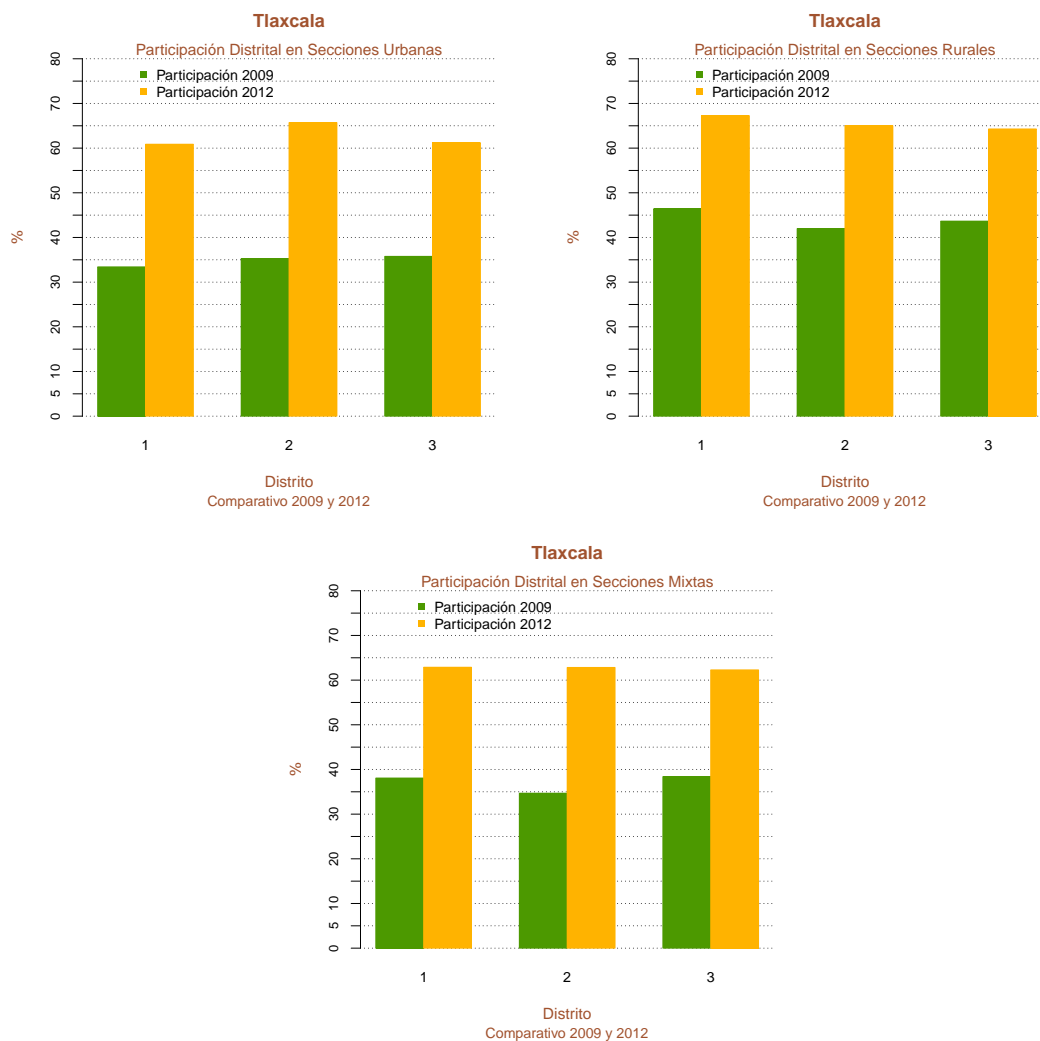 Tlaxcala
Participación Distrital en Secciones Urbanas
Participación 2009
Participación 2012
80
70
60
50
40
30
20
10
5
0
%
1 2 3
Distrito
Comparativo 2009 y 2012
Tlaxcala
Participación Distrital en Secciones Rurales
Participación 2009
Participación 2012
80
70
60
50
40
30
20
10
5
0
%
1 2 3
Distrito
Comparativo 2009 y 2012
Tlaxcala
Participación Distrital en Secciones Mixtas
Participación 2009
Participación 2012
80
70
60
50
40
30
20
10
5
0
%
1 2 3
Distrito
Comparativo 2009 y 2012